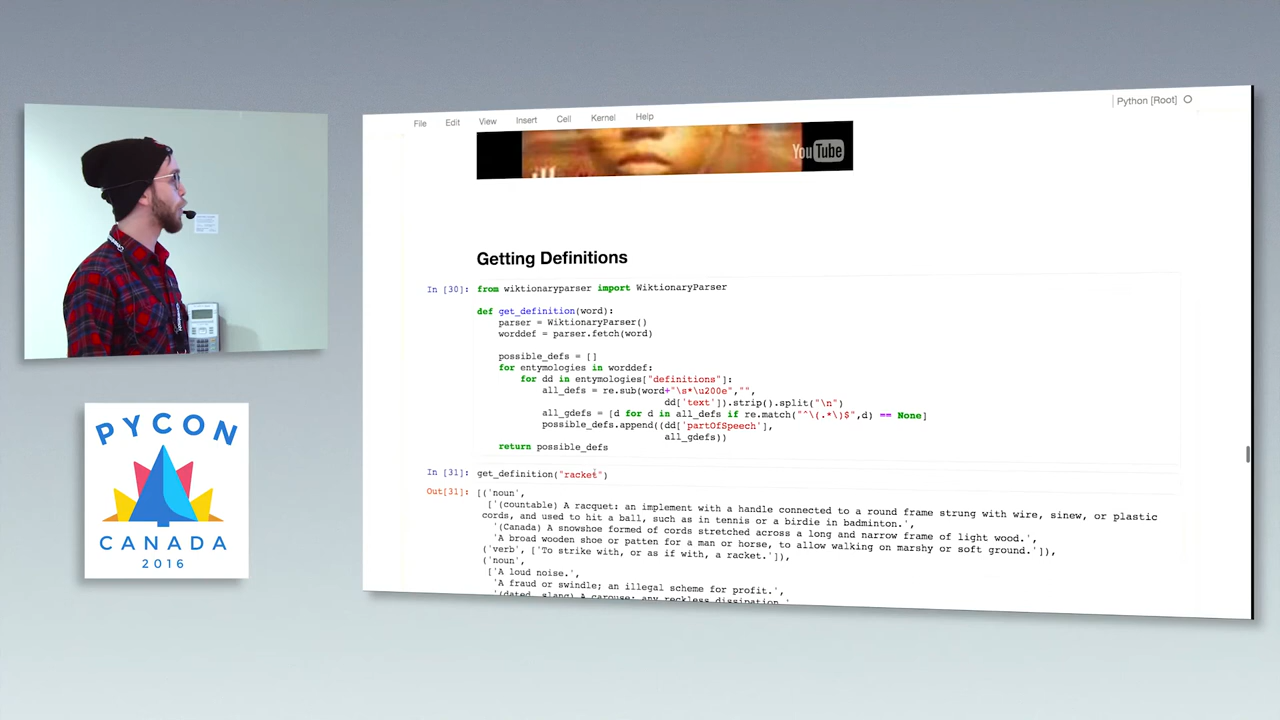 Python [Root]
File Edit View Insert Cell Kernel Help
YouTube
Getting Definitions
In [30]: from wiktionaryparser import WiktionaryParser
def get_definition(word):
parser = WiktionaryParser()
worddef = parser.fetch(word)
possible_defs = []
for entymologies in worddef:
for dd in entymologies["definitions"]:
all_defs = re.sub(word+"\s*\u200e","",
dd['text']).strip().split("\n")
all_gdefs = [d for d in all_defs if re.match("^\(.*\)$",d) == None]
possible_defs.append((dd['partOfSpeech'],
all_gdefs))
return possible_defs
In [31]: get_definition("racket")
Out[31]: [('noun',
['(countable) A racquet: an implement with a handle connected to a round frame strung with wire, sinew, or plastic
cords, and used to hit a ball, such as in tennis or a birdie in badminton.',
'(Canada) A snowshoe formed of cords stretched across a long and narrow frame of light wood.',
'A broad wooden shoe or patten for a man or horse, to allow walking on marshy or soft ground.']),
('verb', ['To strike with, or as if with, a racket.']),
('noun',
['A loud noise.',
'A fraud or swindle; an illegal scheme for profit.',
'(dated, slang) A carouse; any reckless dissipation.'
PYCON
CANADA
2016